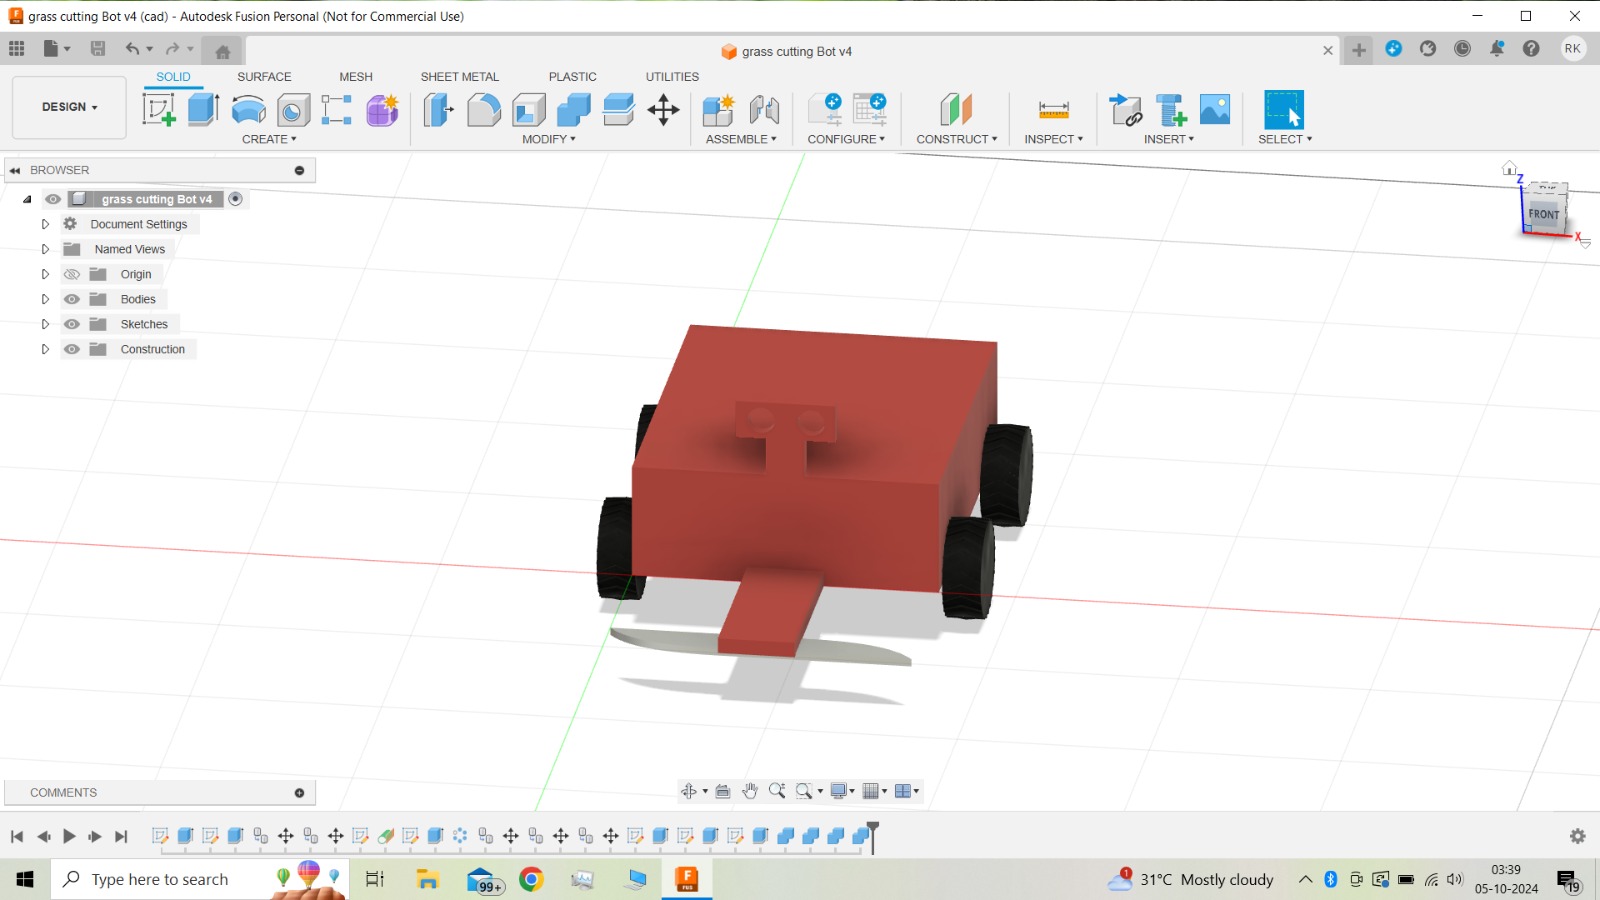 grass cutting Bot v4 (cad) - Autodesk Fusion Personal (Not for Commercial Use)
grass cutting Bot v4
RK
SOLID SURFACE MESH SHEET METAL PLASTIC UTILITIES
DESIGN
CREATE MODIFY ASSEMBLE CONFIGURE CONSTRUCT INSPECT INSERT SELECT
BROWSER
grass cutting Bot v4
Document Settings
Named Views
Origin
Bodies
Sketches
Construction
Z
FRONT
X
COMMENTS
Type here to search
99+
F
FUS
1
31°C Mostly cloudy
03:39
05-10-2024
19